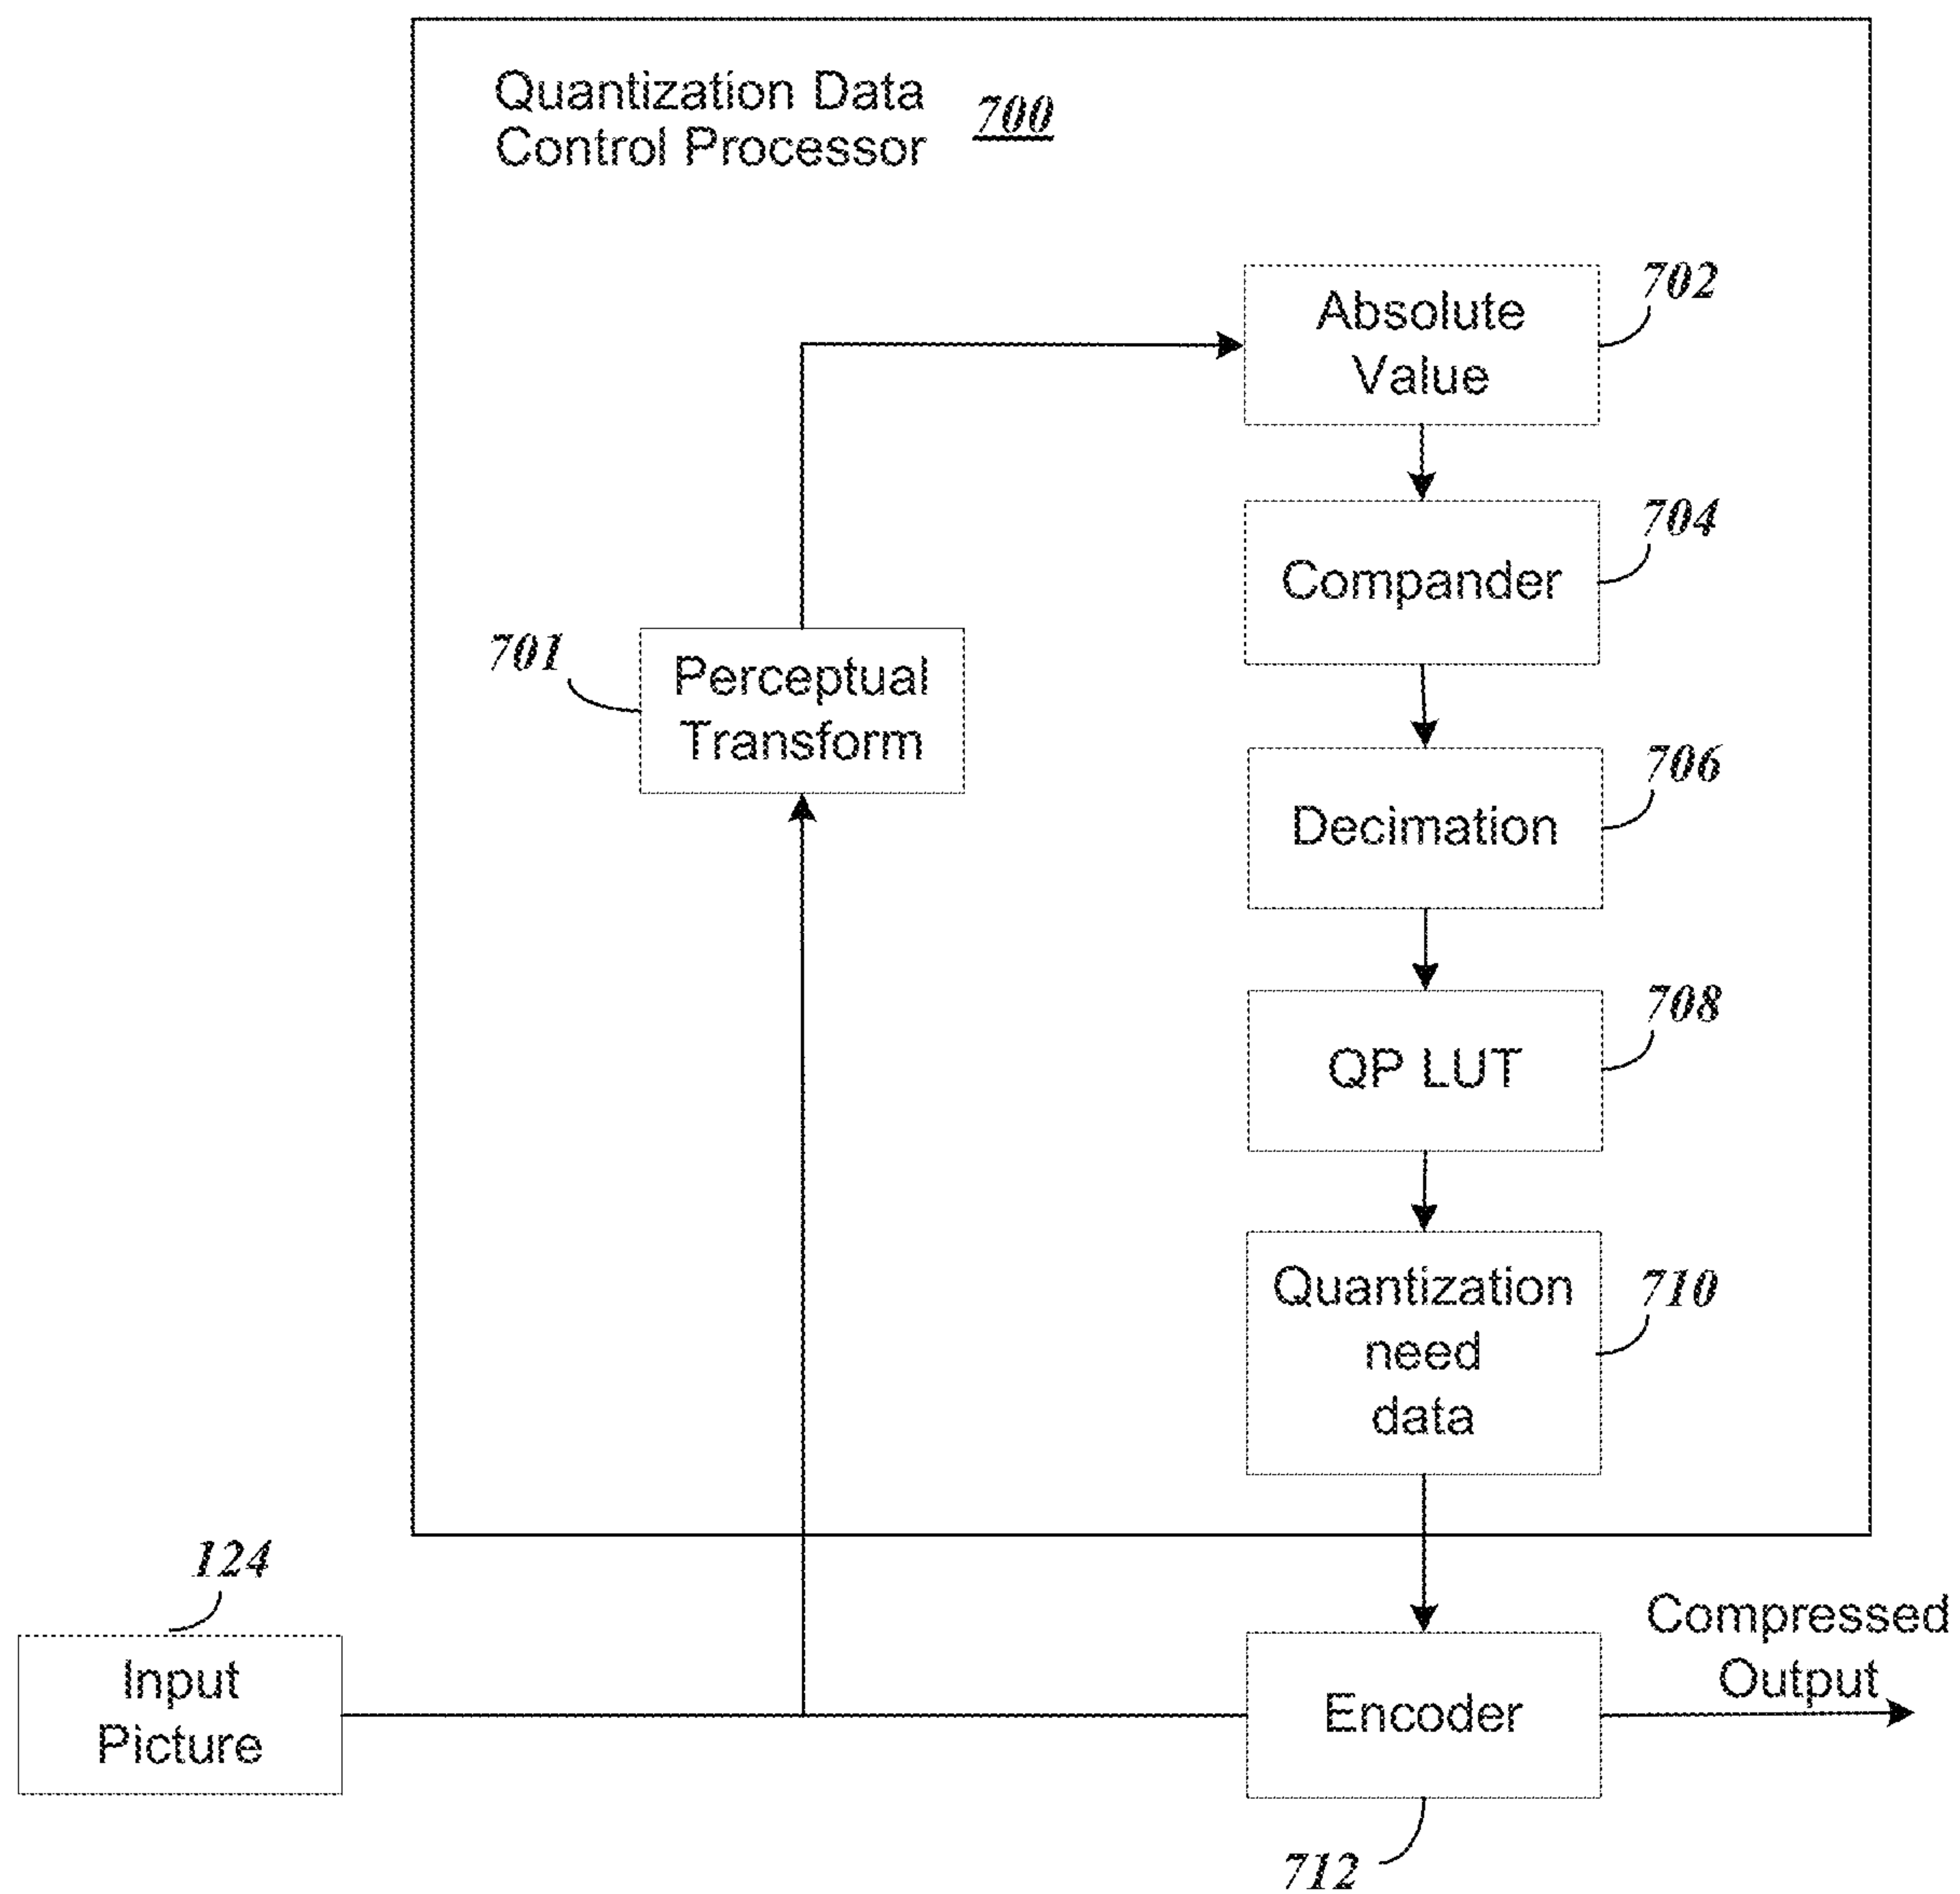 Quantization Data
Control Processor
700
Absolute
Value
702
Compander
704
701
Perceptual
Transform
Decimation
706
QP LUT
708
Quantization
need
data
710
124
Input
Picture
Encoder
712
Compressed
Output